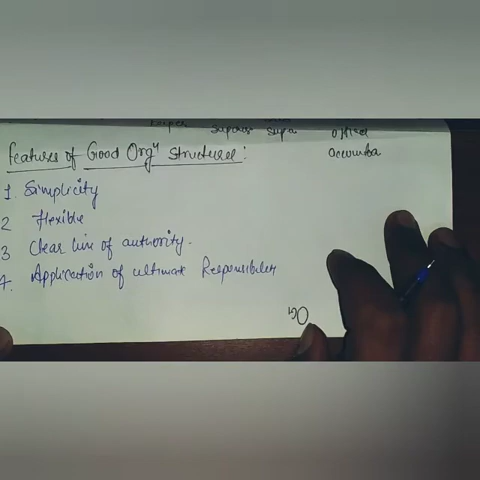 Supa
Features of Good Orgn Structure:
1. Simplicity
2 Flexible
3 Clear line of authority.
4. Application of ultimate Responsibility